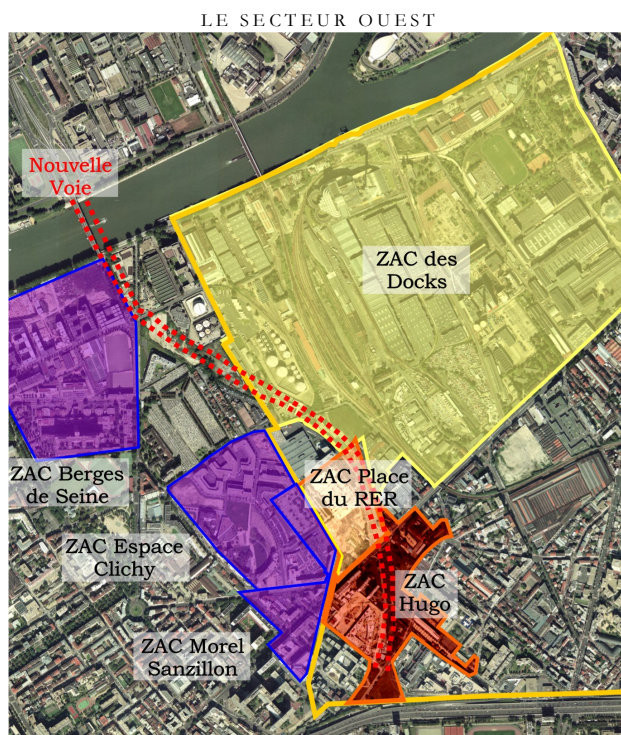 LE SECTEUR OUEST
Nouvelle
Voie
ZAC des
Docks
ZAC Berges
de Seine
ZAC Place
du RER
ZAC Espace
Clichy
ZAC
Hugo
ZAC Morel
Sanzillon